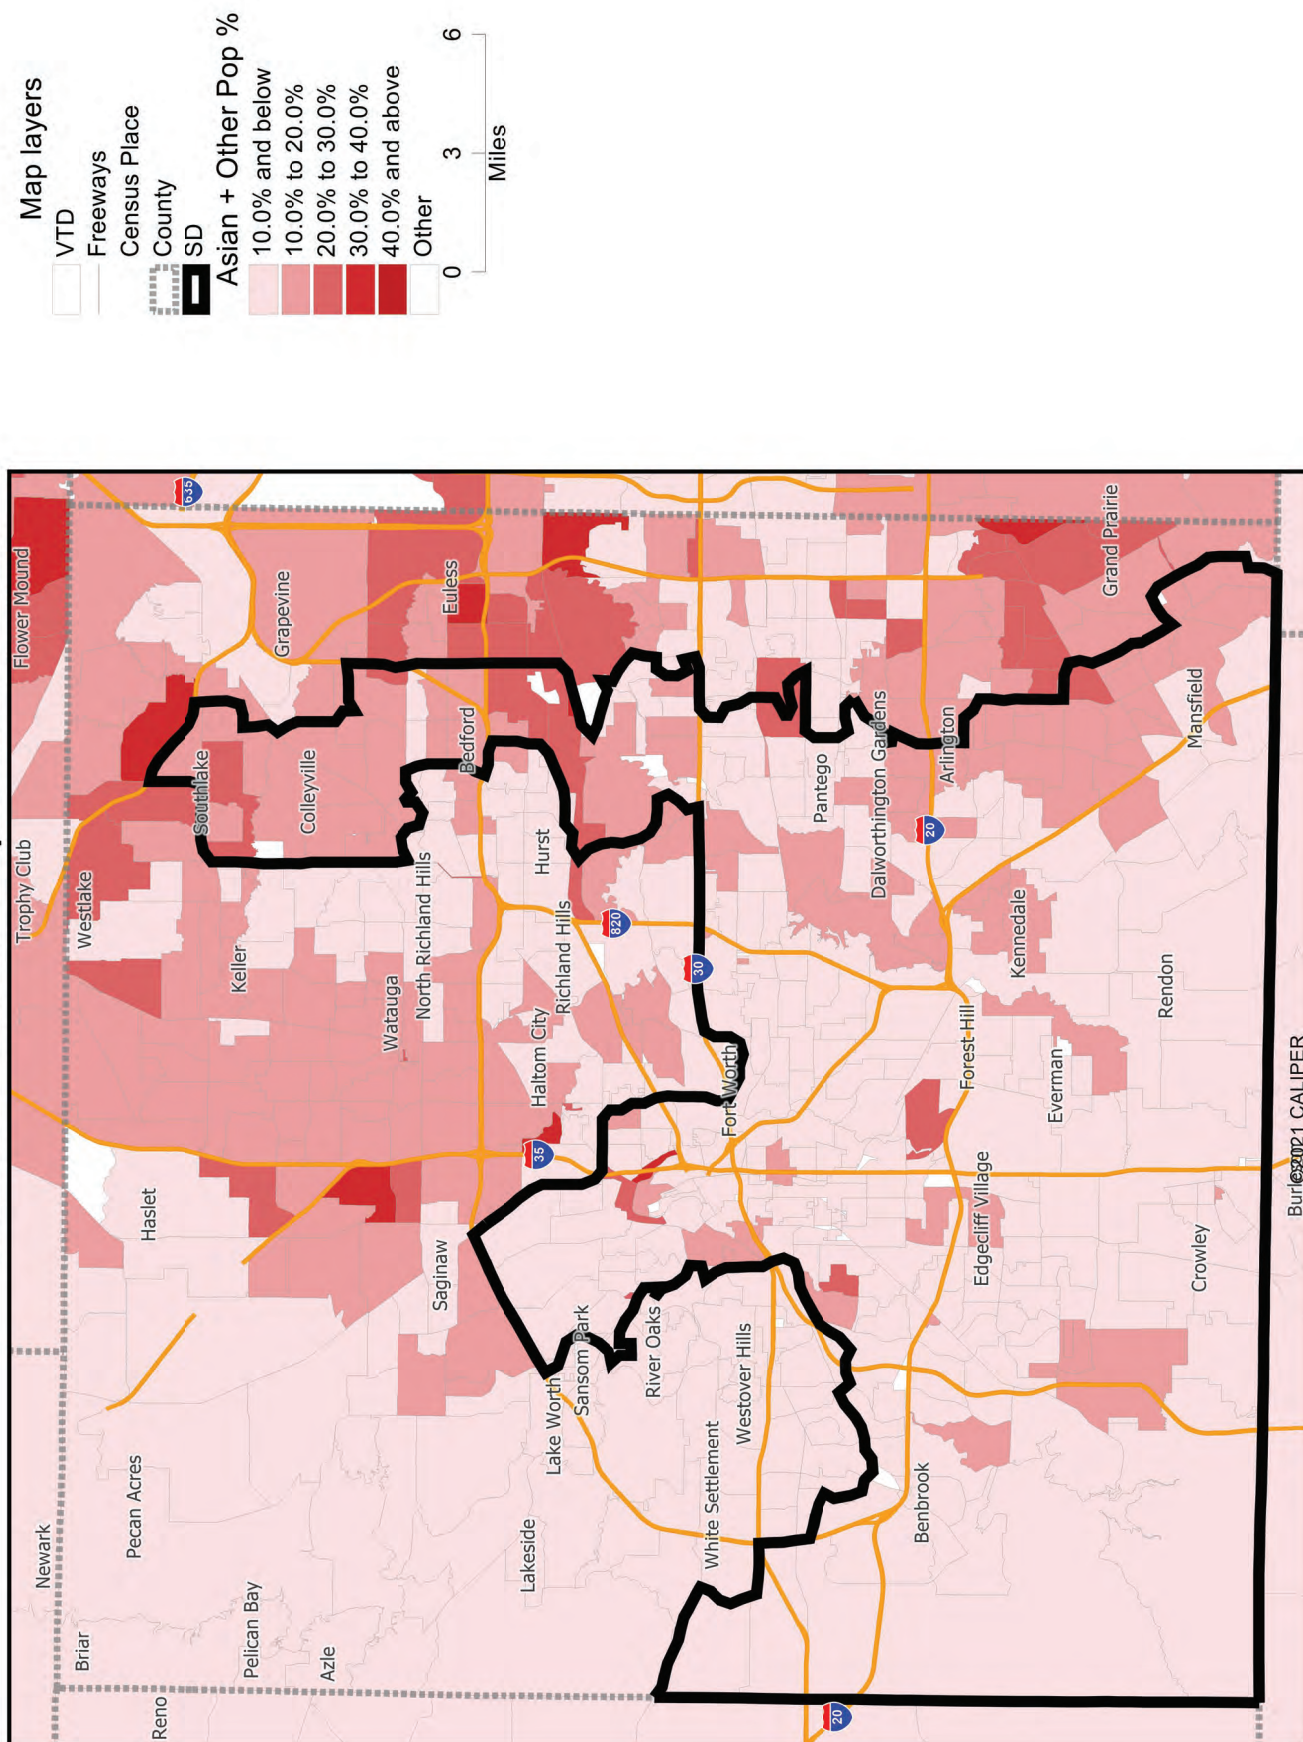 Map layers
VTD
Freeways
Census Place
County
SD
Asian + Other Pop %
10.0% and below
10.0% to 20.0%
20.0% to 30.0%
30.0% to 40.0%
40.0% and above
Other
0 3 6
Miles
Newark
Trophy Club
Flower Mound
Briar
Westlake
Reno
Pecan Acres
Haslet
635
Southlake
Pelican Bay
Keller
Grapevine
Azle
Colleyville
Watauga
North Richland Hills
Saginaw
Euless
Bedford
Lakeside
35
Haltom City
Hurst
Lake Worth
Richland Hills
Sansom Park
820
River Oaks
30
White Settlement
Fort Worth
Westover Hills
Pantego
20
Dalworthington Gardens
Benbrook
20
Arlington
Forest Hill
Edgecliff Village
Kennedale
Everman
Grand Prairie
Rendon
Mansfield
Crowley
©2021 CALIPER